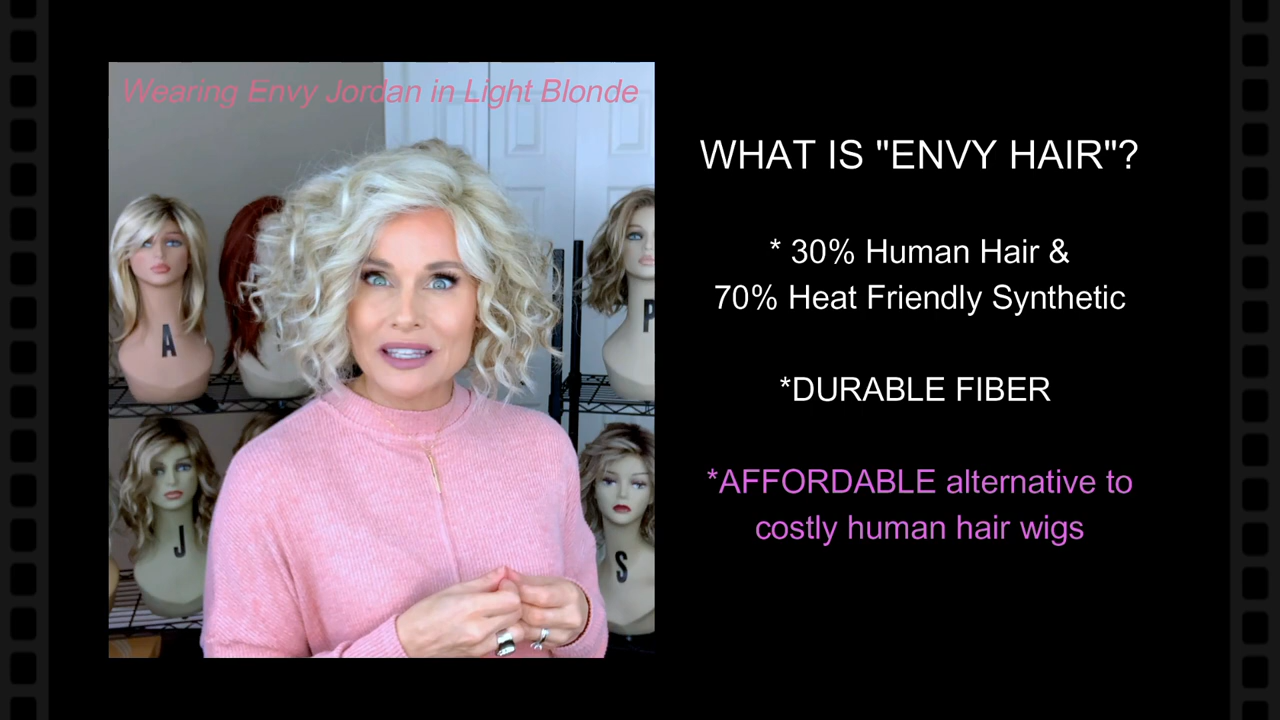 Wearing Envy Jordan in Light Blonde
WHAT IS "ENVY HAIR"?
* 30% Human Hair &
70% Heat Friendly Synthetic
*DURABLE FIBER
*AFFORDABLE alternative to
costly human hair wigs
A
P
J
S